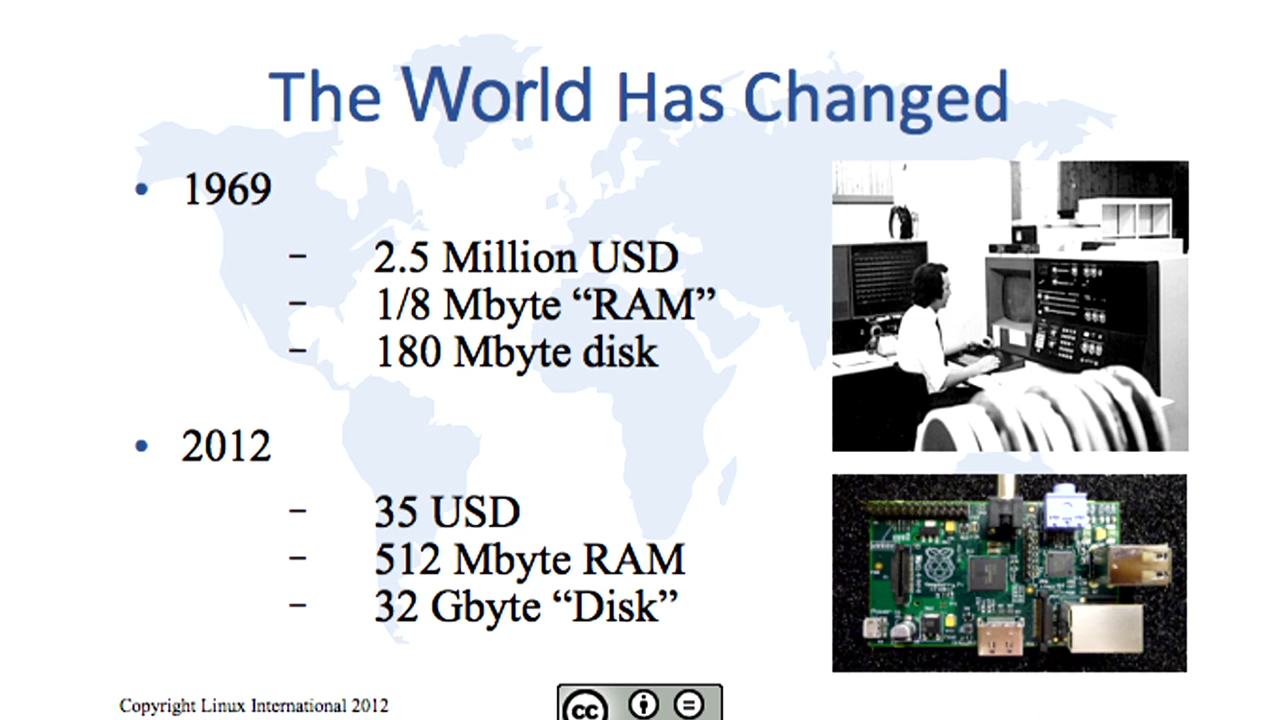 The World Has Changed
• 1969
– 2.5 Million USD
– 1/8 Mbyte “RAM”
– 180 Mbyte disk
• 2012
– 35 USD
– 512 Mbyte RAM
– 32 Gbyte “Disk”
Copyright Linux International 2012
cc